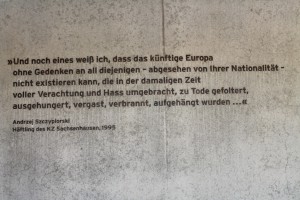 »Und noch eines weiß ich, dass das künftige Europa
ohne Gedenken an all diejenigen - abgesehen von Ihrer Nationalität -
nicht existieren kann, die in der damaligen Zeit
voller Verachtung und Hass umgebracht, zu Tode gefoltert,
ausgehungert, vergast, verbrannt, aufgehängt wurden ...«
Andrzej Szczypiorski
Häftling des KZ Sachsenhausen, 1995